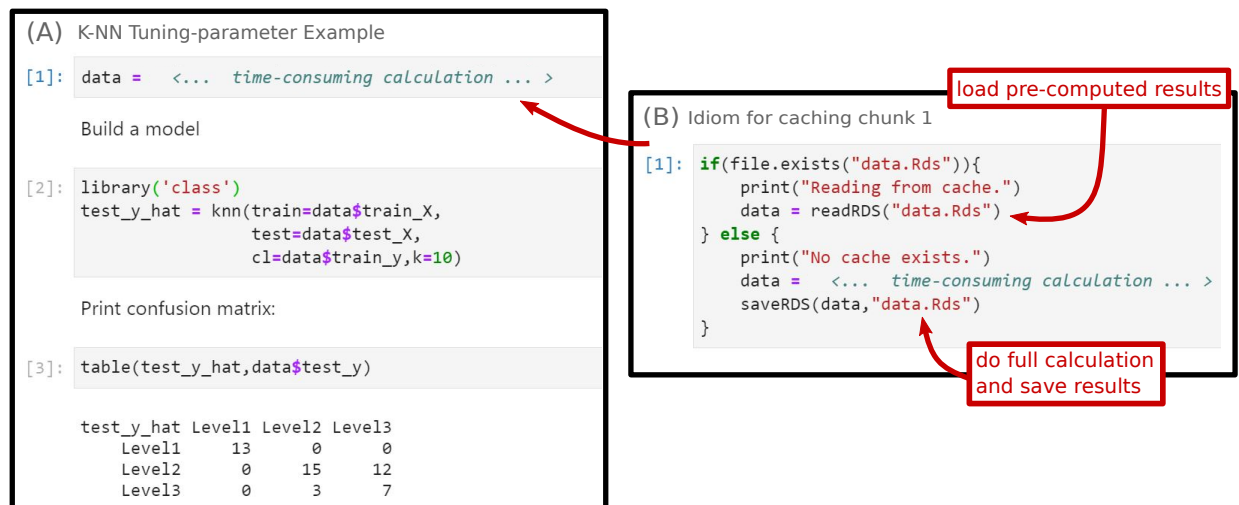 (A) K-NN Tuning-parameter Example
[1]: data = <... time-consuming calculation ... >
Build a model
[2]: library('class')
test_y_hat = knn(train=data$train_X,
test=data$test_X,
cl=data$train_y,k=10)
Print confusion matrix:
[3]: table(test_y_hat,data$test_y)
test_y_hat Level1 Level2 Level3
Level1 13 0 0
Level2 0 15 12
Level3 0 3 7
load pre-computed results
(B) Idiom for caching chunk 1
[1]: if(file.exists("data.Rds")){
print("Reading from cache.")
data = readRDS("data.Rds")
} else {
print("No cache exists.")
data = <... time-consuming calculation ... >
saveRDS(data,"data.Rds")
}
do full calculation
and save results